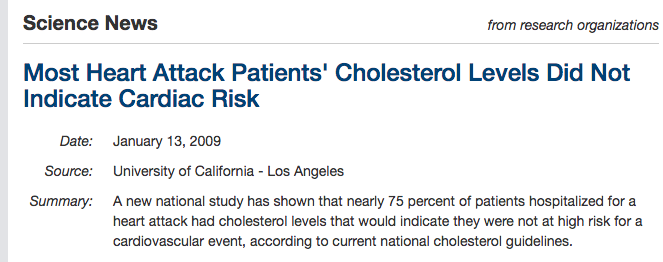 Science News
from research organizations
Most Heart Attack Patients' Cholesterol Levels Did Not
Indicate Cardiac Risk
Date: January 13, 2009
Source: University of California - Los Angeles
Summary: A new national study has shown that nearly 75 percent of patients hospitalized for a
heart attack had cholesterol levels that would indicate they were not at high risk for a
cardiovascular event, according to current national cholesterol guidelines.